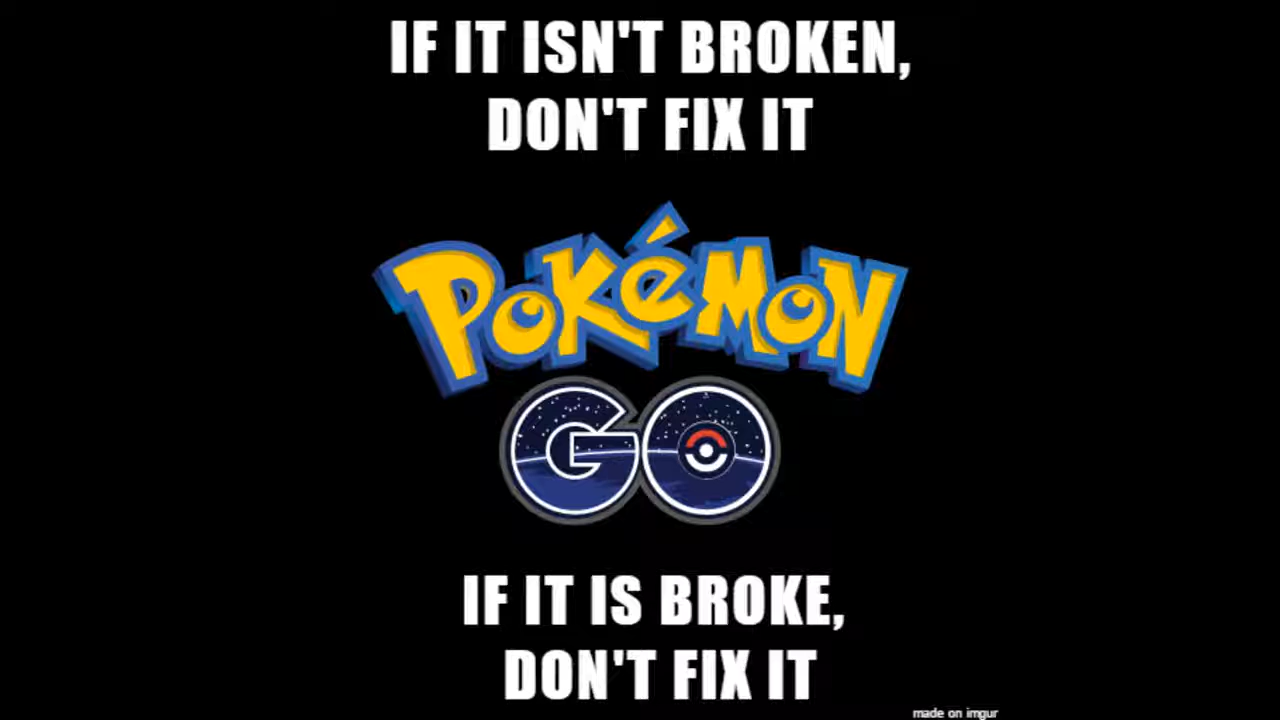 IF IT ISN'T BROKEN,
DON'T FIX IT
POKéMON
GO
IF IT IS BROKE,
DON'T FIX IT
made on imgur